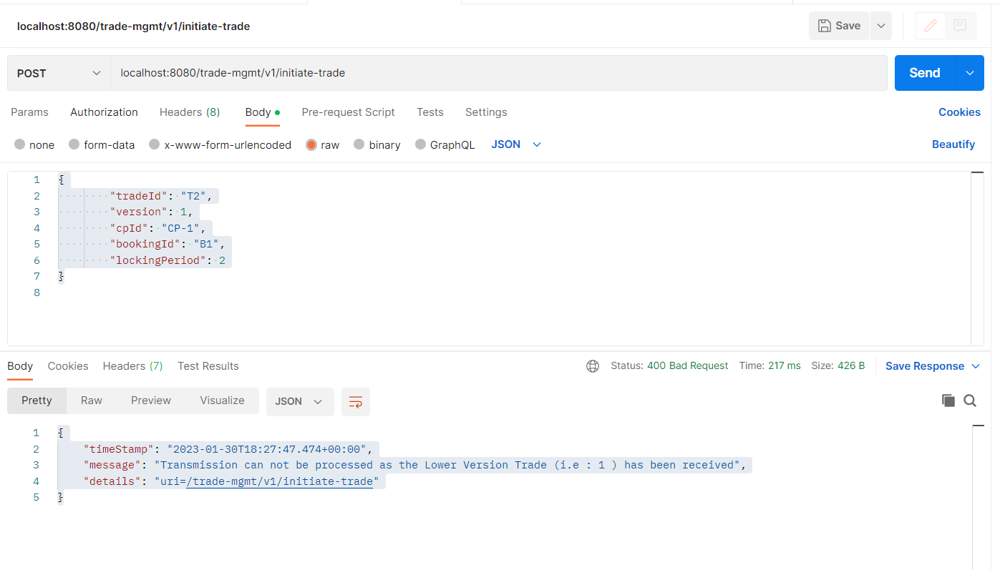 localhost:8080/trade-mgmt/v1/initiate-trade
Save
POST
localhost:8080/trade-mgmt/v1/initiate-trade
Send
Params Authorization Headers (8) Body Pre-request Script Tests Settings Cookies
none form-data x-www-form-urlencoded raw binary GraphQL JSON Beautify
1 {
2 "tradeId": "T2",
3 "version": 1,
4 "cpId": "CP-1",
5 "bookingId": "B1",
6 "lockingPeriod": 2
7 }
8
Body Cookies Headers (7) Test Results Status: 400 Bad Request Time: 217 ms Size: 426 B Save Response
Pretty Raw Preview Visualize JSON
1 {
2 "timeStamp": "2023-01-30T18:27:47.474+00:00",
3 "message": "Transmission can not be processed as the Lower Version Trade (i.e : 1 ) has been received",
4 "details": "uri=/trade-mgmt/v1/initiate-trade"
5 }